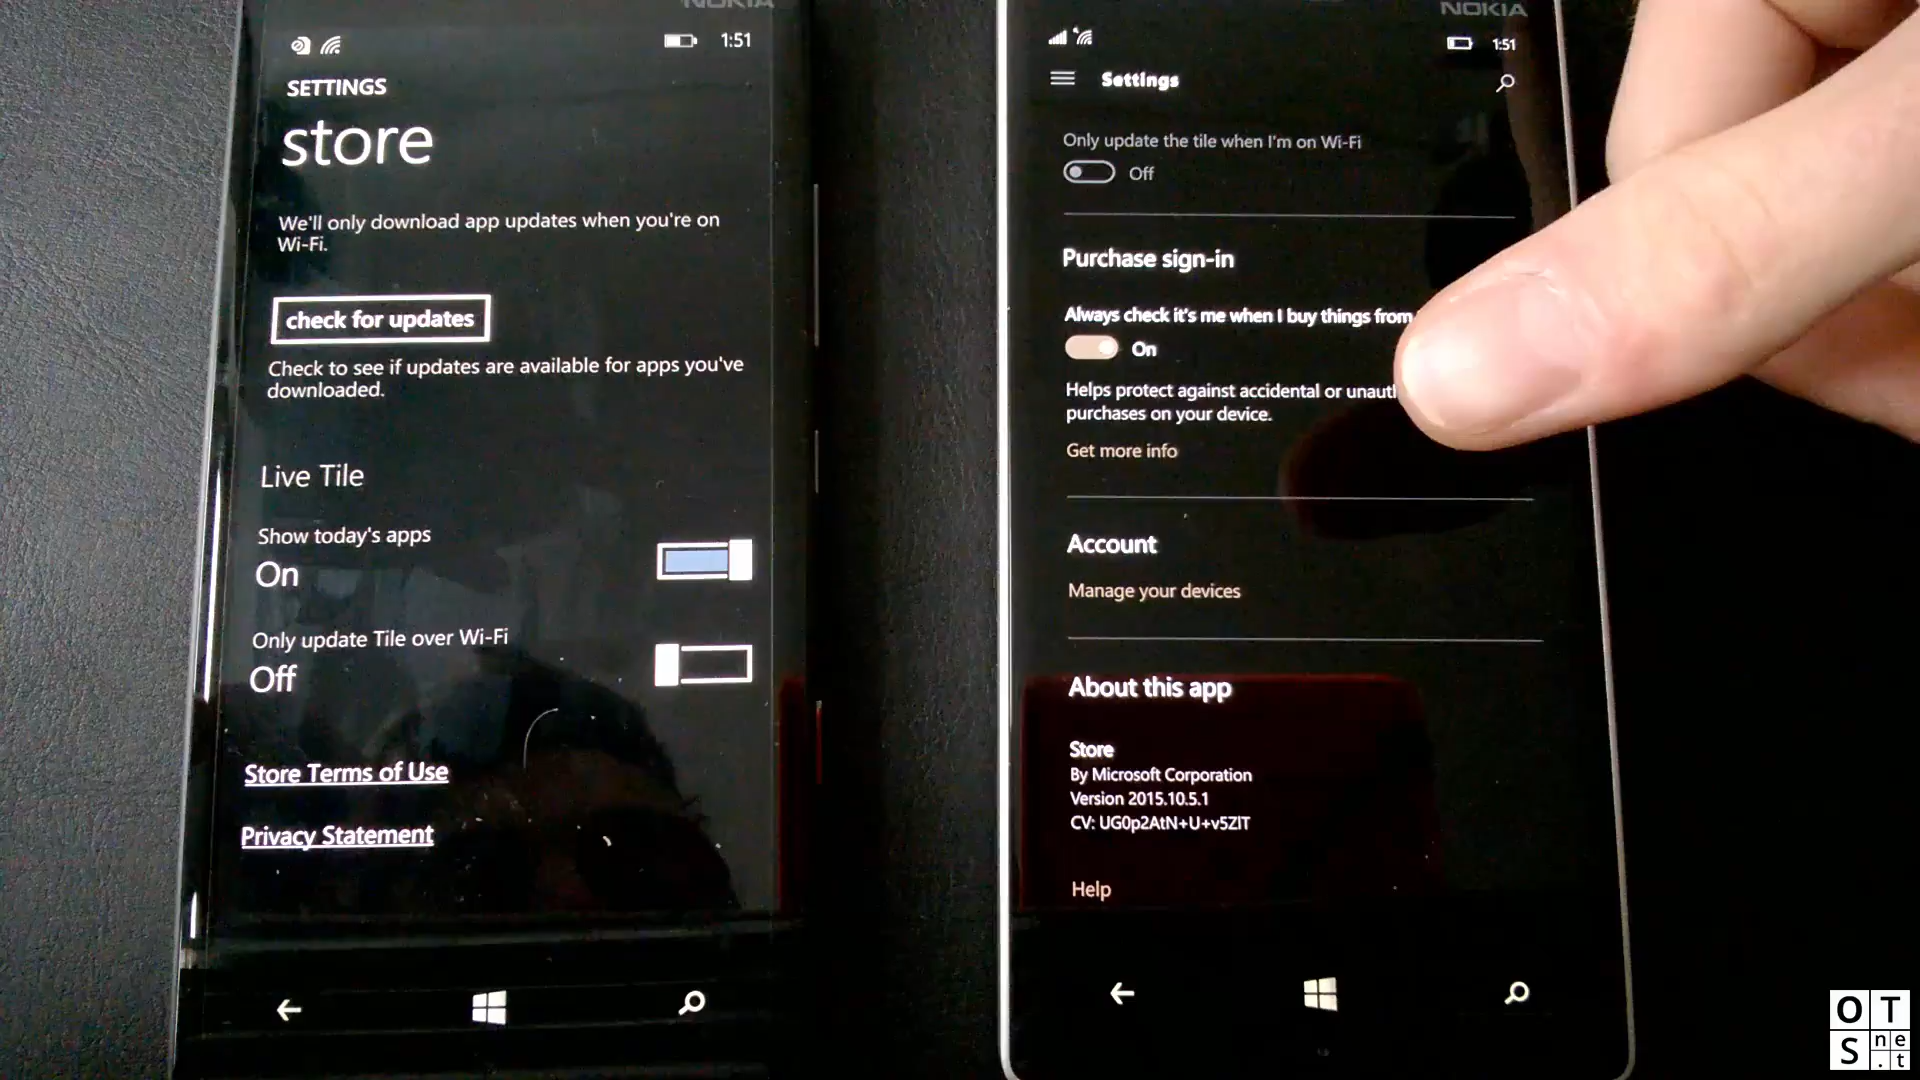 NOKIA
1:51
SETTINGS
store
We'll only download app updates when you're on
Wi-Fi.
check for updates
Check to see if updates are available for apps you've
downloaded.
Live Tile
Show today's apps
On
Only update Tile over Wi-Fi
Off
Store Terms of Use
Privacy Statement
NOKIA
1:51
Settings
Only update the tile when I'm on Wi-Fi
Off
Purchase sign-in
Always check it's me when I buy things from
On
Helps protect against accidental or
purchases on your device.
Get more info
Account
Manage your devices
About this app
Store
By Microsoft Corporation
Version 2015.10.5.1
CV: UG0p2AtN+U+v5ZlT
Help
OT
S ne.t